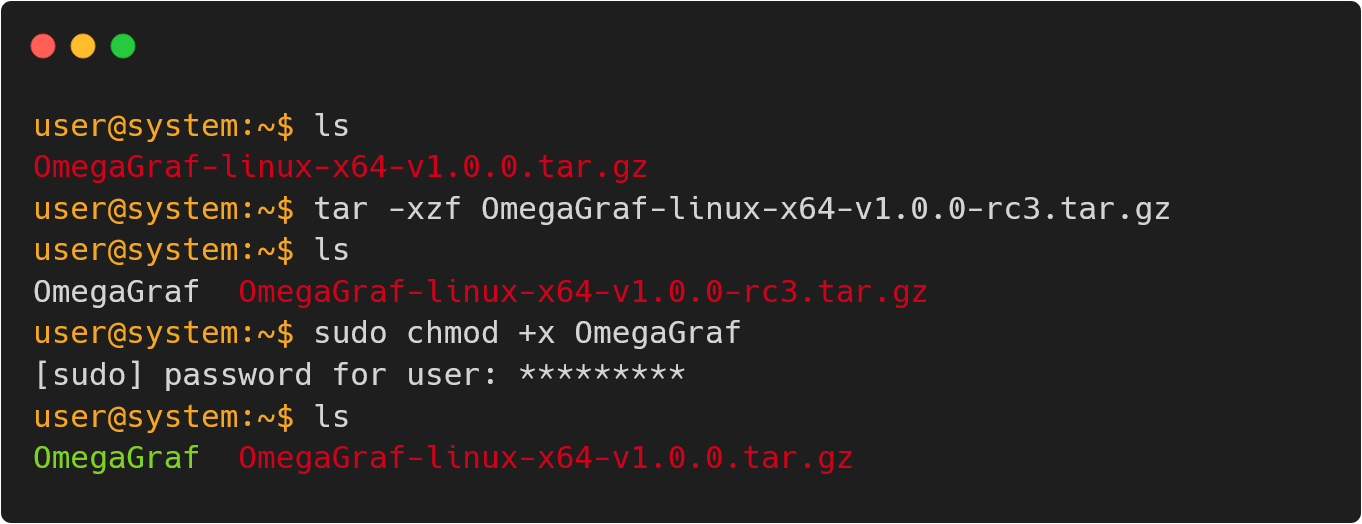 user@system:~$ ls
OmegaGraf-linux-x64-v1.0.0.tar.gz
user@system:~$ tar -xzf OmegaGraf-linux-x64-v1.0.0-rc3.tar.gz
user@system:~$ ls
OmegaGraf  OmegaGraf-linux-x64-v1.0.0-rc3.tar.gz
user@system:~$ sudo chmod +x OmegaGraf
[sudo] password for user: *********
user@system:~$ ls
OmegaGraf  OmegaGraf-linux-x64-v1.0.0.tar.gz